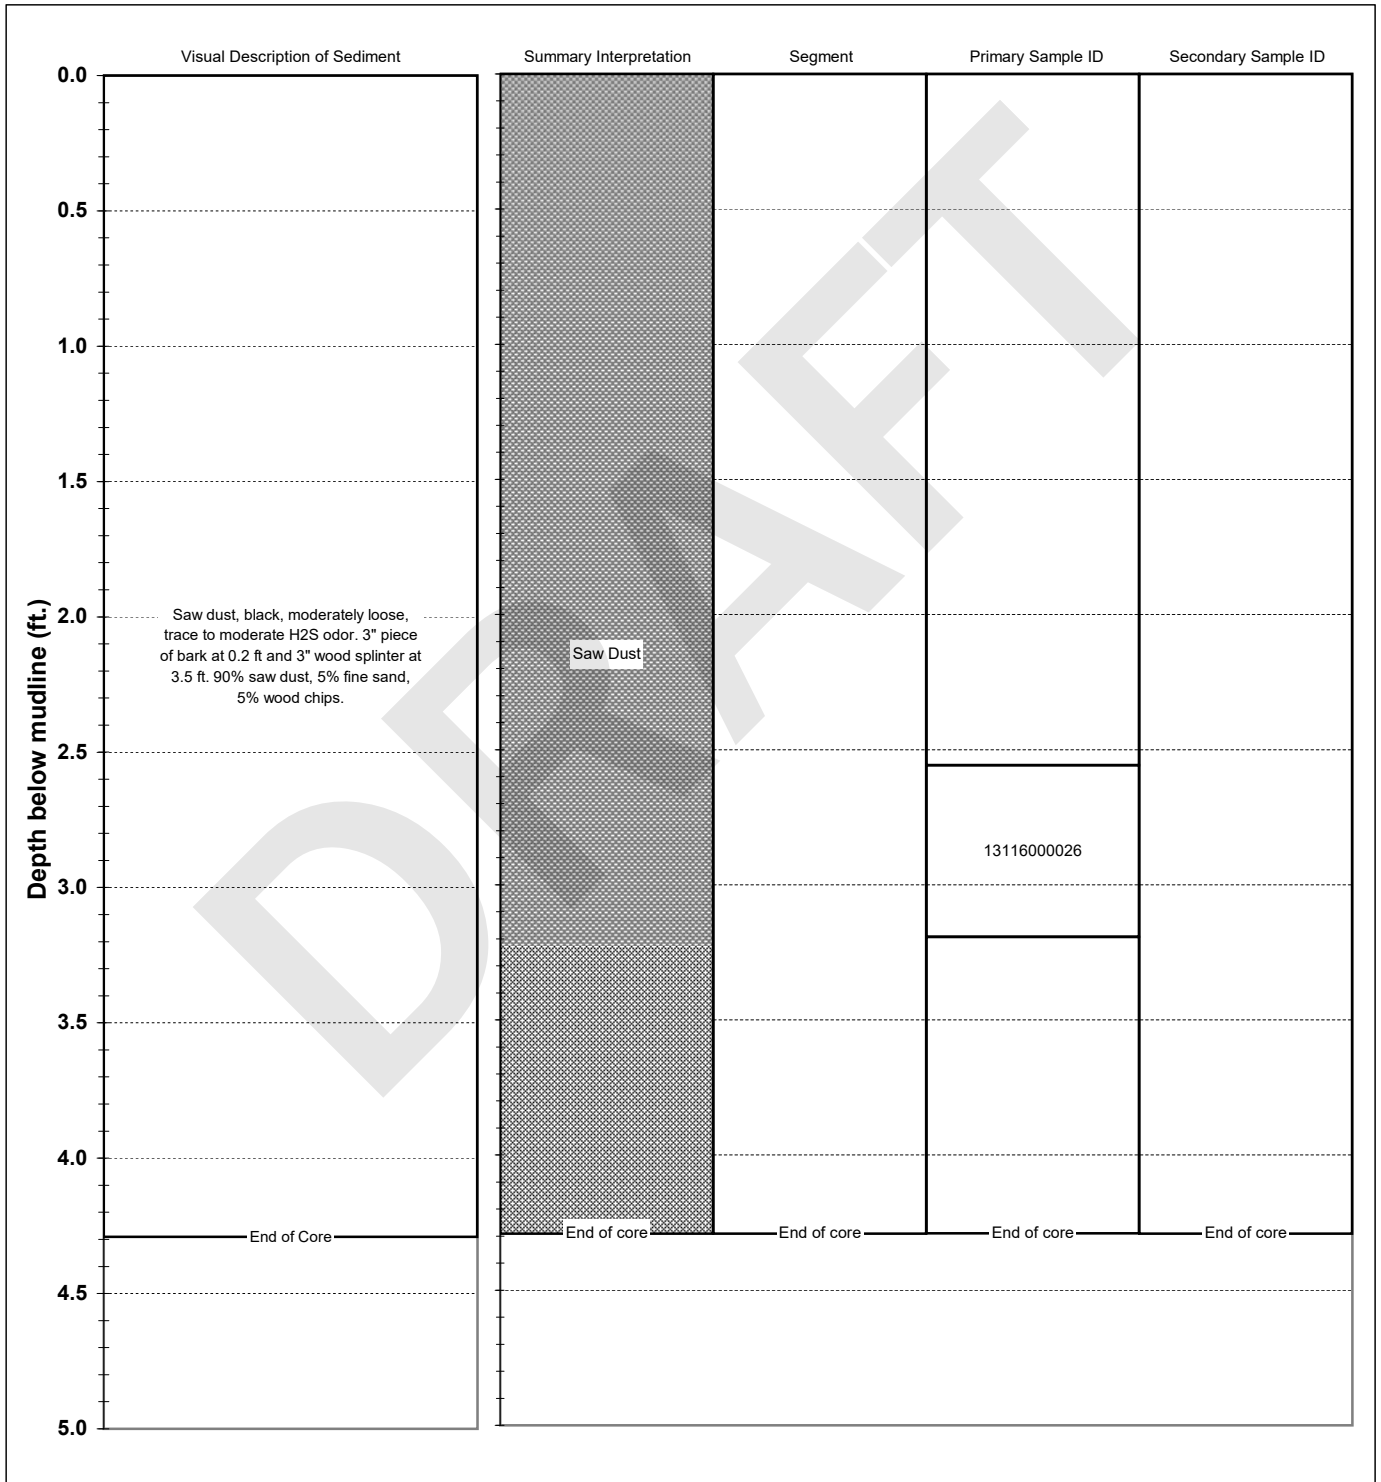 Visual Description of Sediment
Summary Interpretation
Segment
Primary Sample ID
Secondary Sample ID
Depth below mudline (ft.)
0.0
0.5
1.0
1.5
2.0
2.5
3.0
3.5
4.0
4.5
5.0
Saw dust, black, moderately loose,
trace to moderate H2S odor. 3" piece
of bark at 0.2 ft and 3" wood splinter at
3.5 ft. 90% saw dust, 5% fine sand,
5% wood chips.
Saw Dust
13116000026
End of Core
End of core
End of core
End of core
End of core
DRAFT